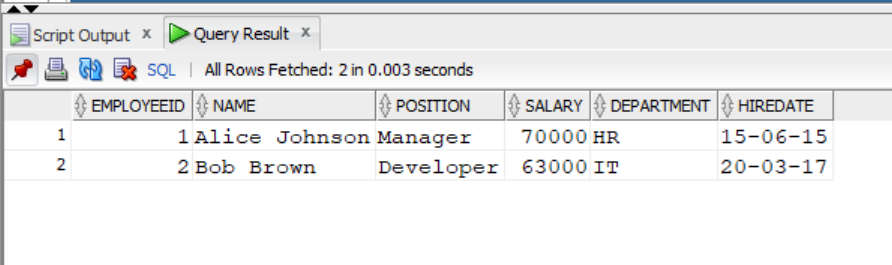 Script Output x Query Result x
SQL | All Rows Fetched: 2 in 0.003 seconds
EMPLOYEEID NAME POSITION SALARY DEPARTMENT HIREDATE
1 1 Alice Johnson Manager 70000 HR 15-06-15
2 2 Bob Brown Developer 63000 IT 20-03-17